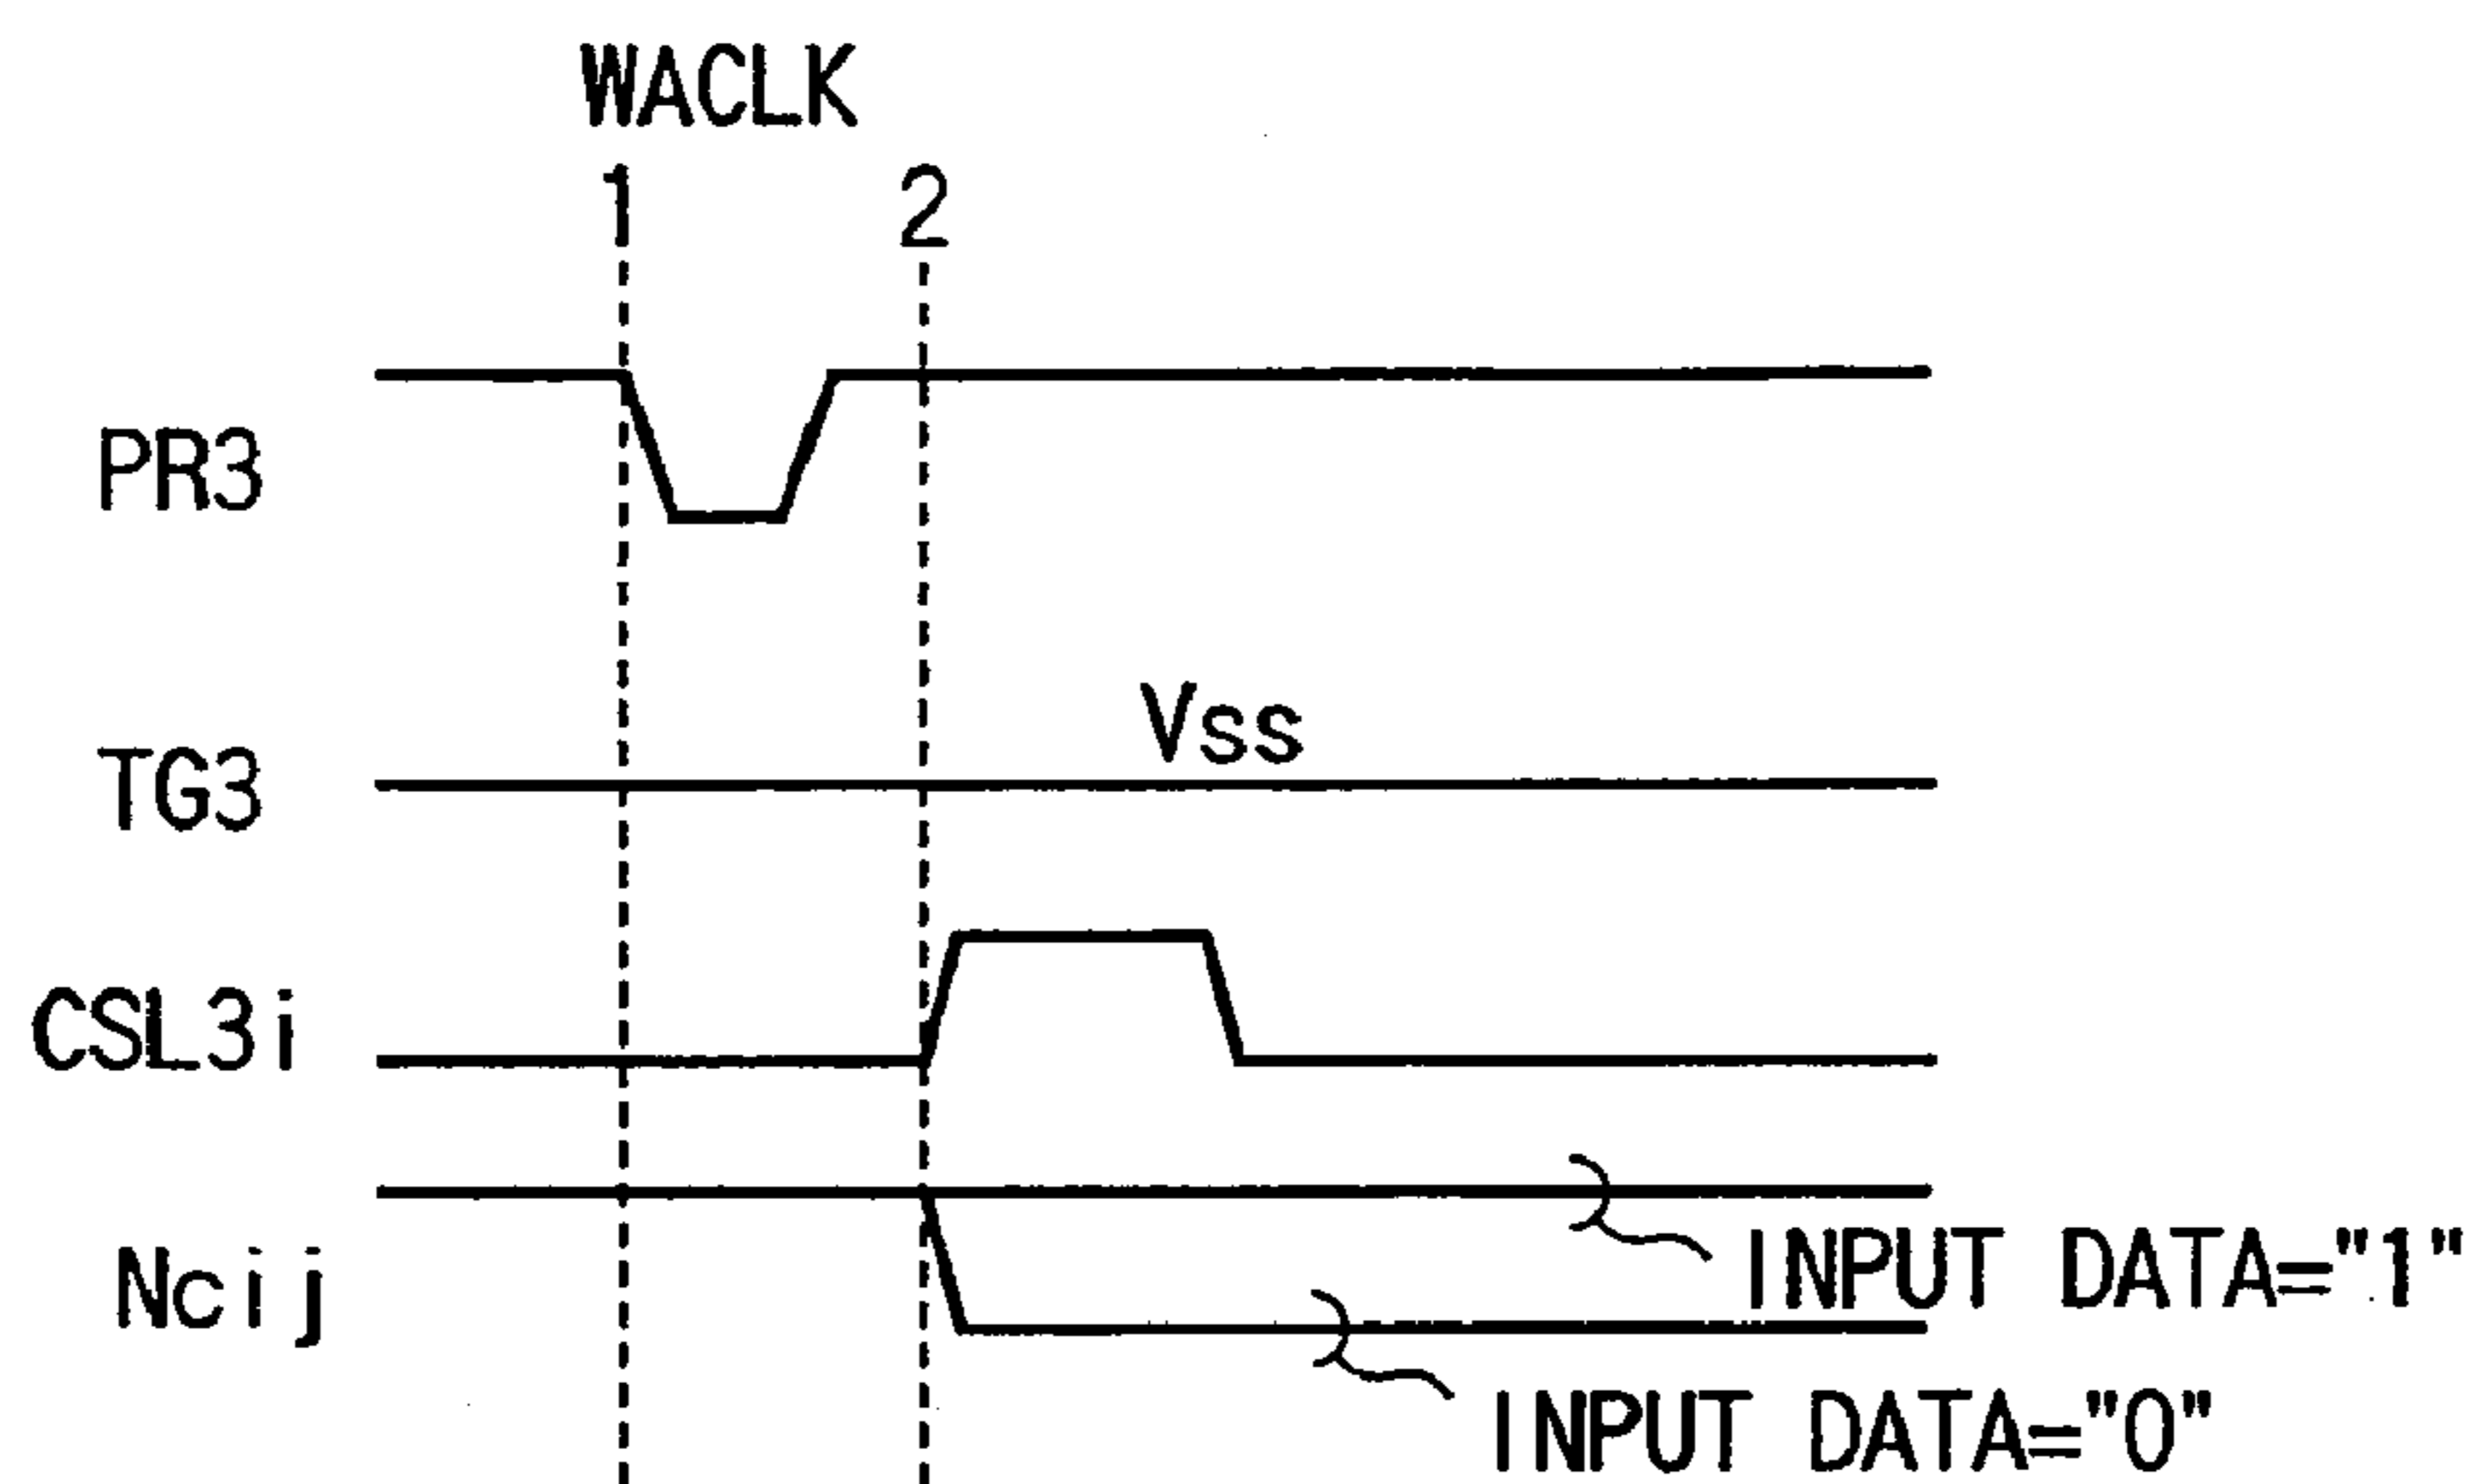 WACLK
1 2
PR3
TG3
Vss
CSL3i
Ncij
INPUT DATA="1"
INPUT DATA="0"